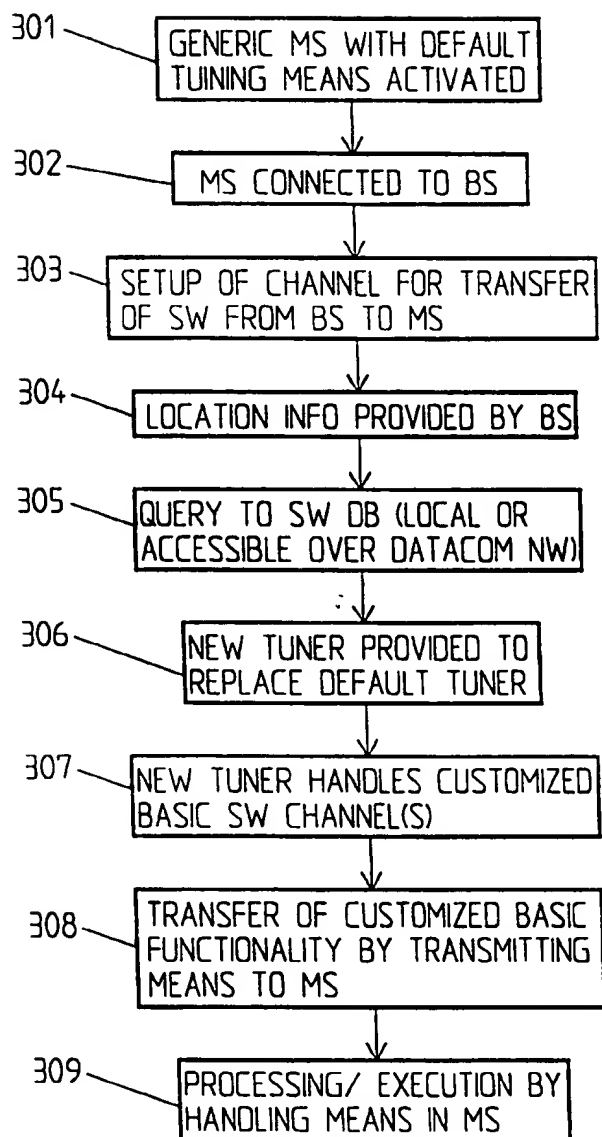 301
GENERIC MS WITH DEFAULT
TUINING MEANS ACTIVATED
302
MS CONNECTED TO BS
303
SETUP OF CHANNEL FOR TRANSFER
OF SW FROM BS TO MS
304
LOCATION INFO PROVIDED BY BS
305
QUERY TO SW DB (LOCAL OR
ACCESSIBLE OVER DATACOM NW)
306
NEW TUNER PROVIDED TO
REPLACE DEFAULT TUNER
307
NEW TUNER HANDLES CUSTOMIZED
BASIC SW CHANNEL(S)
308
TRANSFER OF CUSTOMIZED BASIC
FUNCTIONALITY BY TRANSMITTING
MEANS TO MS
309
PROCESSING/ EXECUTION BY
HANDLING MEANS IN MS